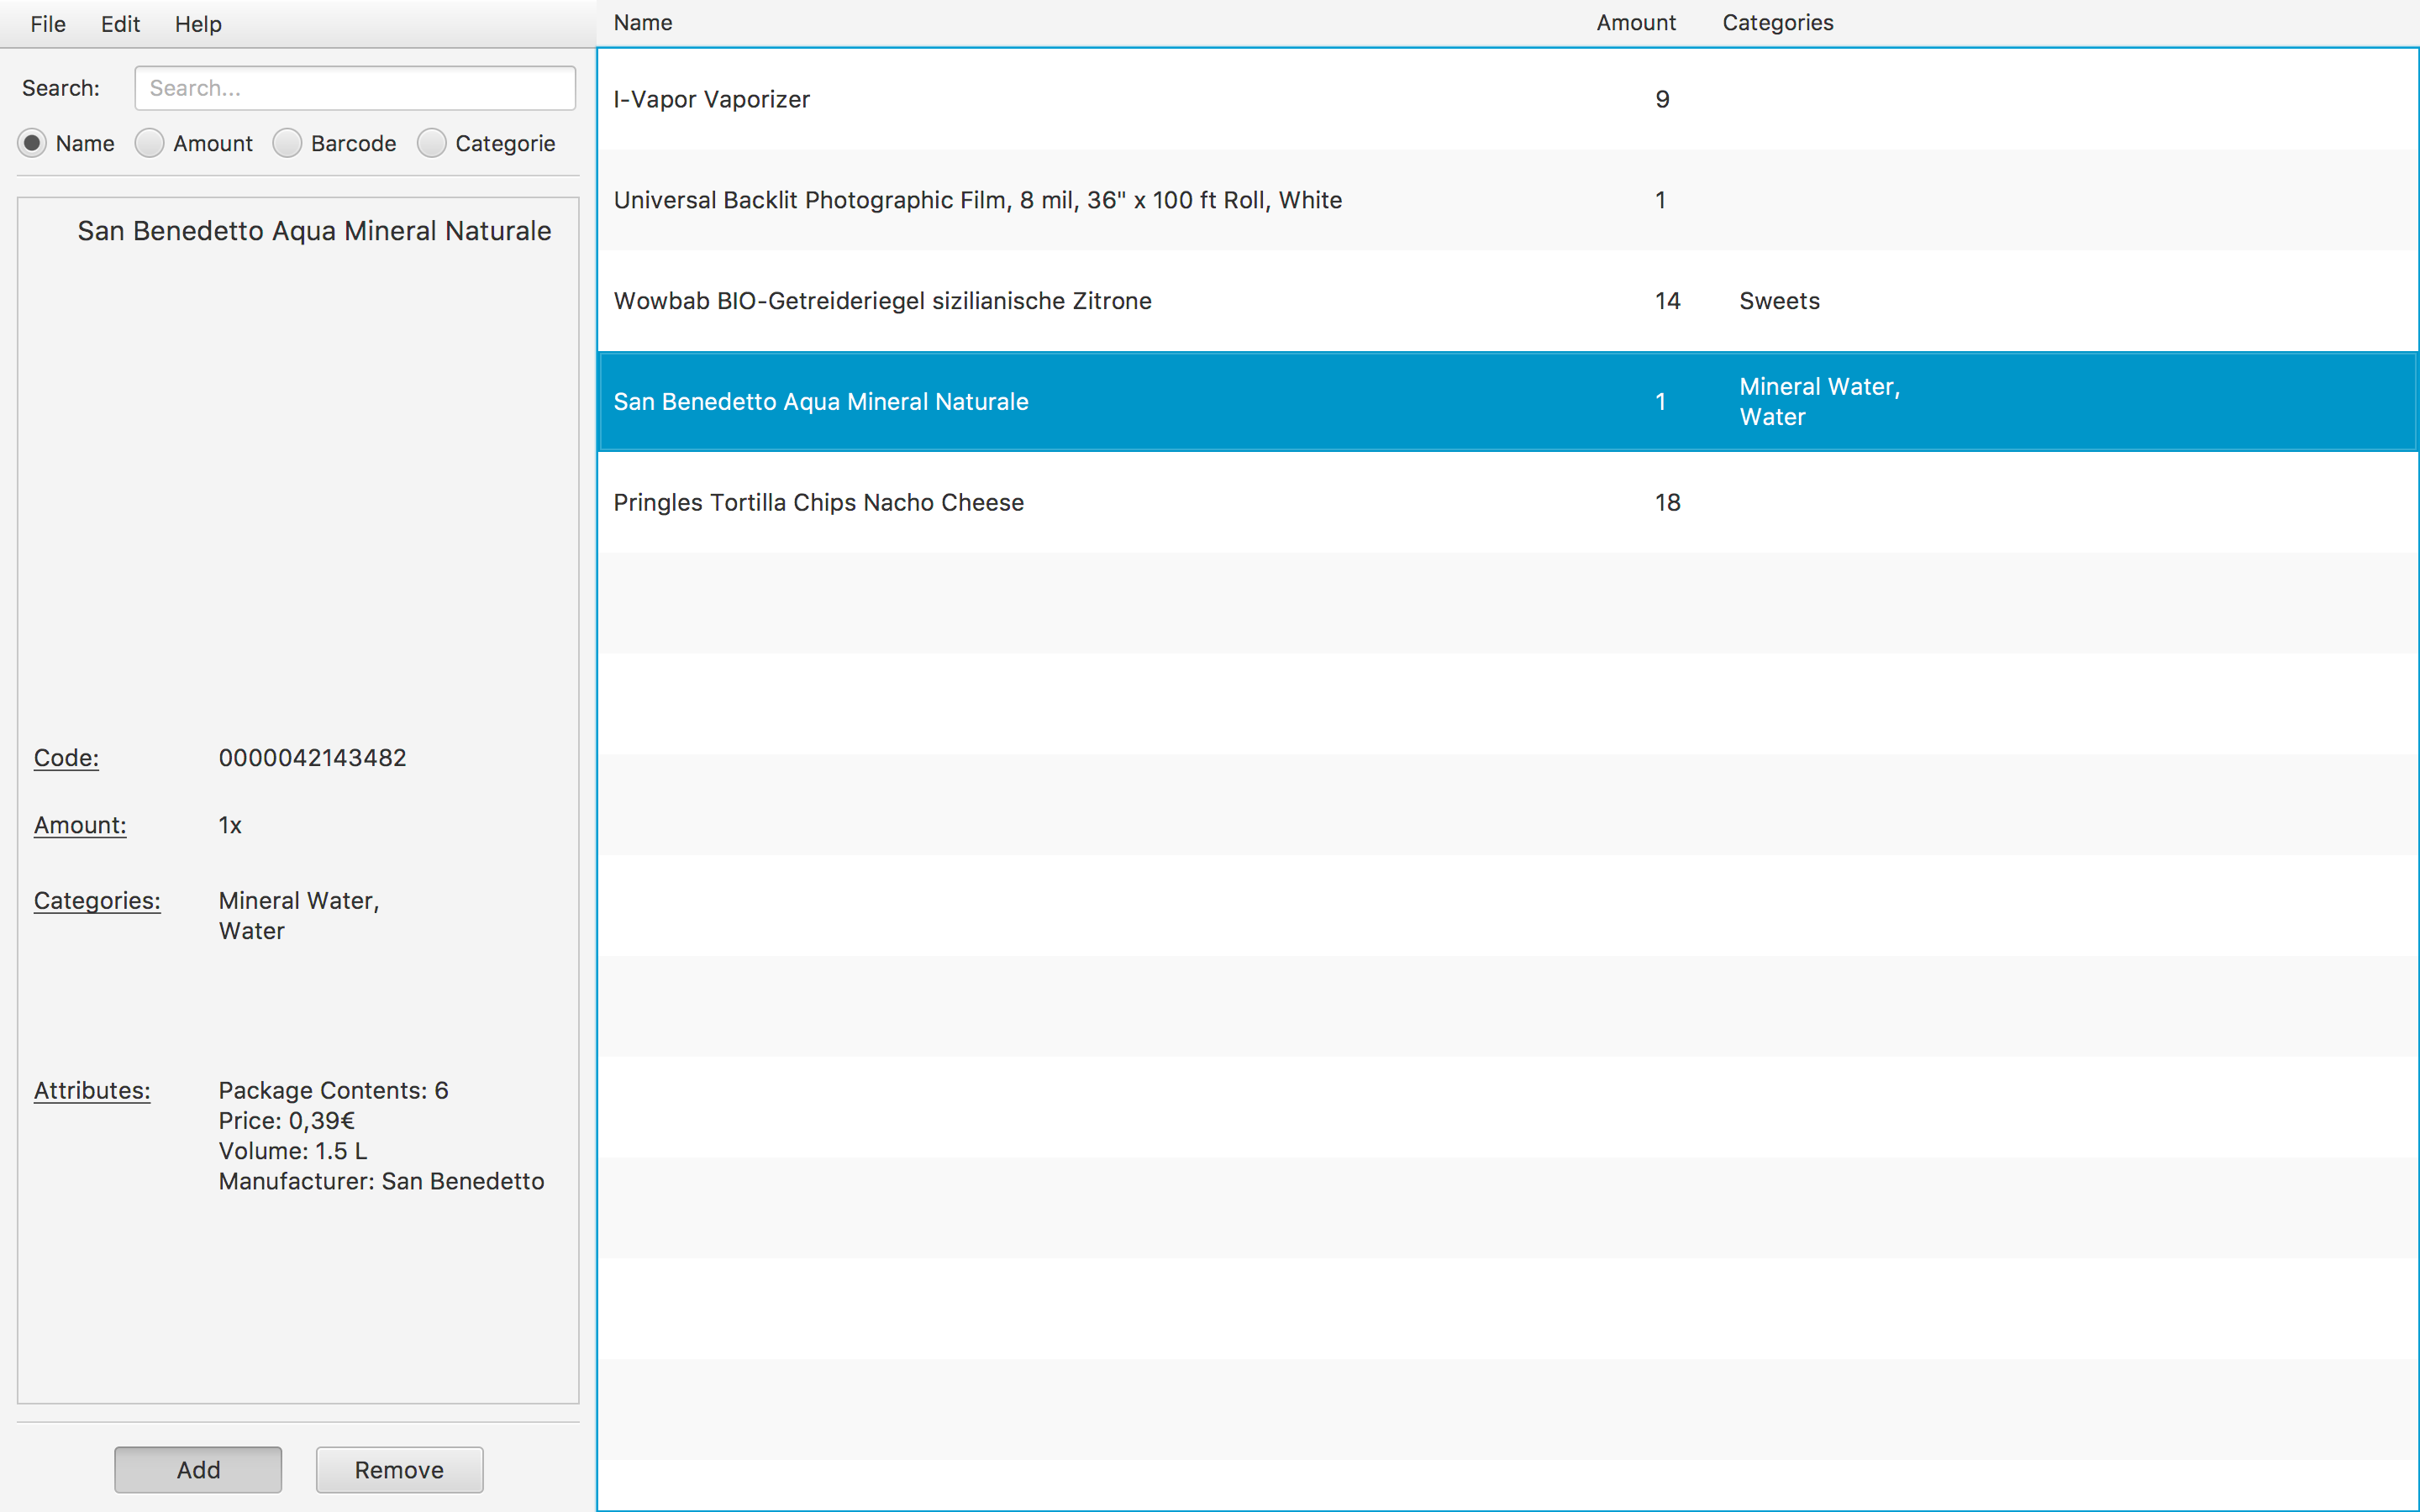 File Edit Help
Search: Search...
Name Amount Barcode Categorie
San Benedetto Aqua Mineral Naturale
Code: 0000042143482
Amount: 1x
Categories: Mineral Water,
Water
Attributes: Package Contents: 6
Price: 0,39€
Volume: 1.5 L
Manufacturer: San Benedetto
Add Remove
Name Amount Categories
I-Vapor Vaporizer 9
Universal Backlit Photographic Film, 8 mil, 36" x 100 ft Roll, White 1
Wowbab BIO-Getreideriegel sizilianische Zitrone 14 Sweets
San Benedetto Aqua Mineral Naturale 1 Mineral Water,
Water
Pringles Tortilla Chips Nacho Cheese 18